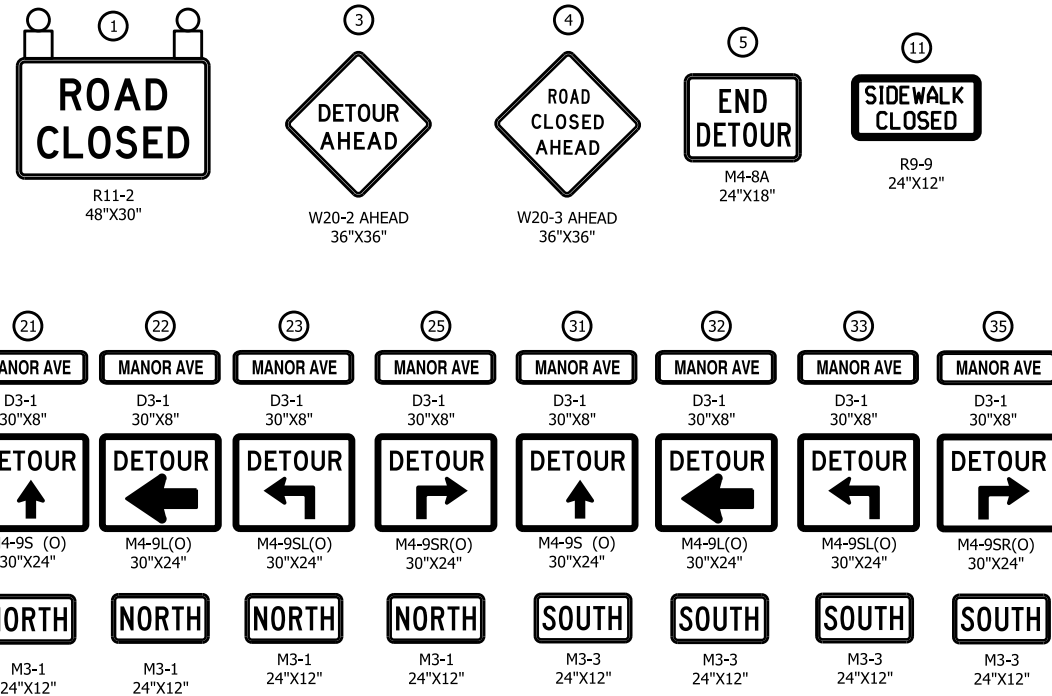 1
ROAD
CLOSED
R11-2
48"X30"
3
DETOUR
AHEAD
W20-2 AHEAD
36"X36"
4
ROAD
CLOSED
AHEAD
W20-3 AHEAD
36"X36"
5
END
DETOUR
M4-8A
24"X18"
11
SIDEWALK
CLOSED
R9-9
24"X12"
21
AVE
D3-1
30"X8"
(O)
30"X24"
M3-1
24"X12"
22
MANOR AVE
D3-1
30"X8"
DETOUR
M4-9L(O)
30"X24"
NORTH
M3-1
24"X12"
23
MANOR AVE
D3-1
30"X8"
DETOUR
M4-9SL(O)
30"X24"
NORTH
M3-1
24"X12"
25
MANOR AVE
D3-1
30"X8"
DETOUR
M4-9SR(O)
30"X24"
NORTH
M3-1
24"X12"
31
MANOR AVE
D3-1
30"X8"
DETOUR
M4-9S (O)
30"X24"
SOUTH
M3-3
24"X12"
32
MANOR AVE
D3-1
30"X8"
DETOUR
M4-9L(O)
30"X24"
SOUTH
M3-3
24"X12"
33
MANOR AVE
D3-1
30"X8"
DETOUR
M4-9SL(O)
30"X24"
SOUTH
M3-3
24"X12"
35
MANOR AVE
D3-1
30"X8"
DETOUR
M4-9SR(O)
30"X24"
SOUTH
M3-3
24"X12"